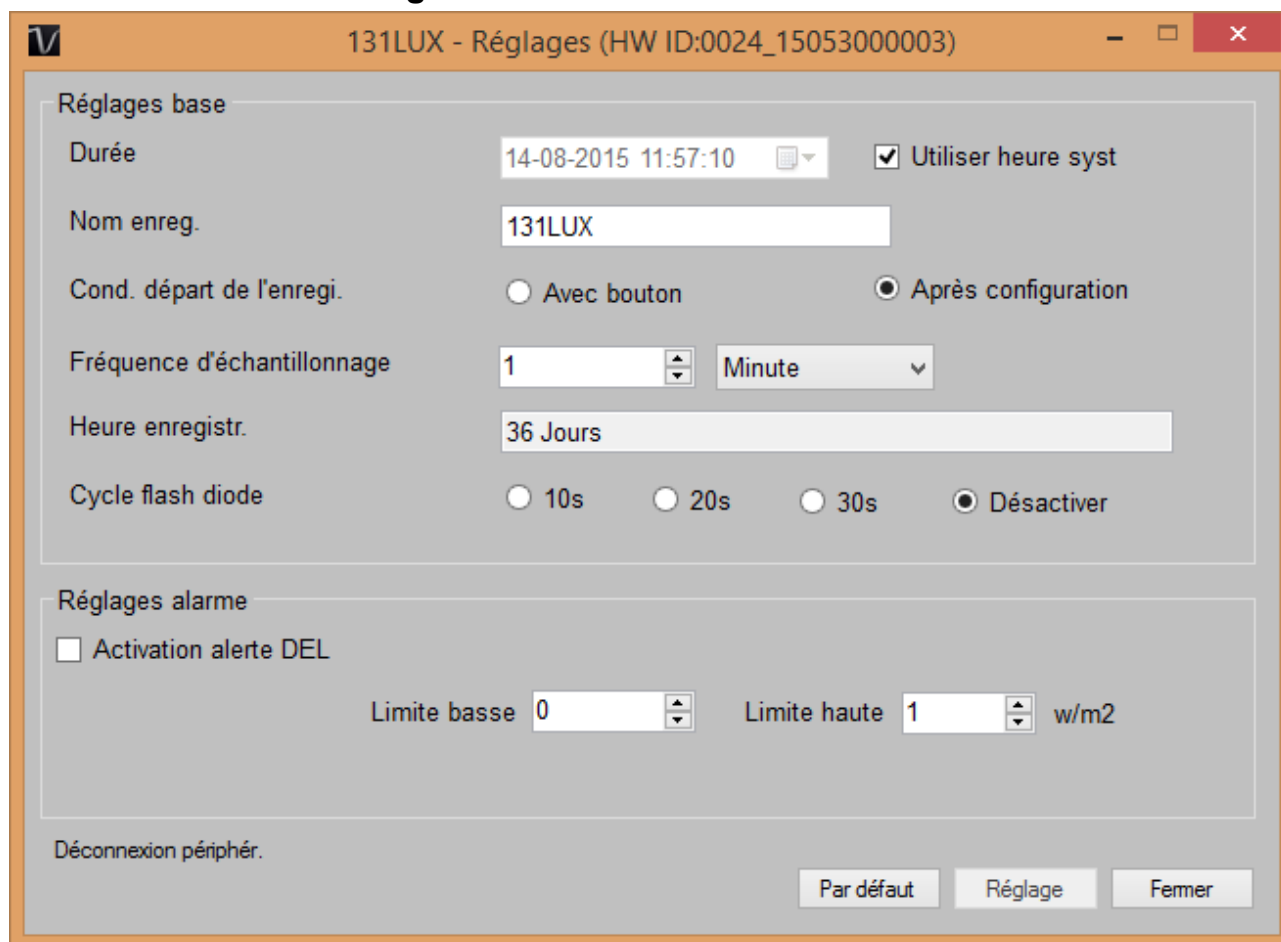 131LUX - Réglages (HW ID:0024_15053000003)
Réglages base
Durée 14-08-2015 11:57:10 Utiliser heure syst
Nom enreg. 131LUX
Cond. départ de l'enregi. Avec bouton Après configuration
Fréquence d'échantillonnage 1 Minute
Heure enregistr. 36 Jours
Cycle flash diode 10s 20s 30s Désactiver
Réglages alarme
Activation alerte DEL
Limite basse 0 Limite haute 1 w/m2
Déconnexion périphér.
Par défaut Réglage Fermer